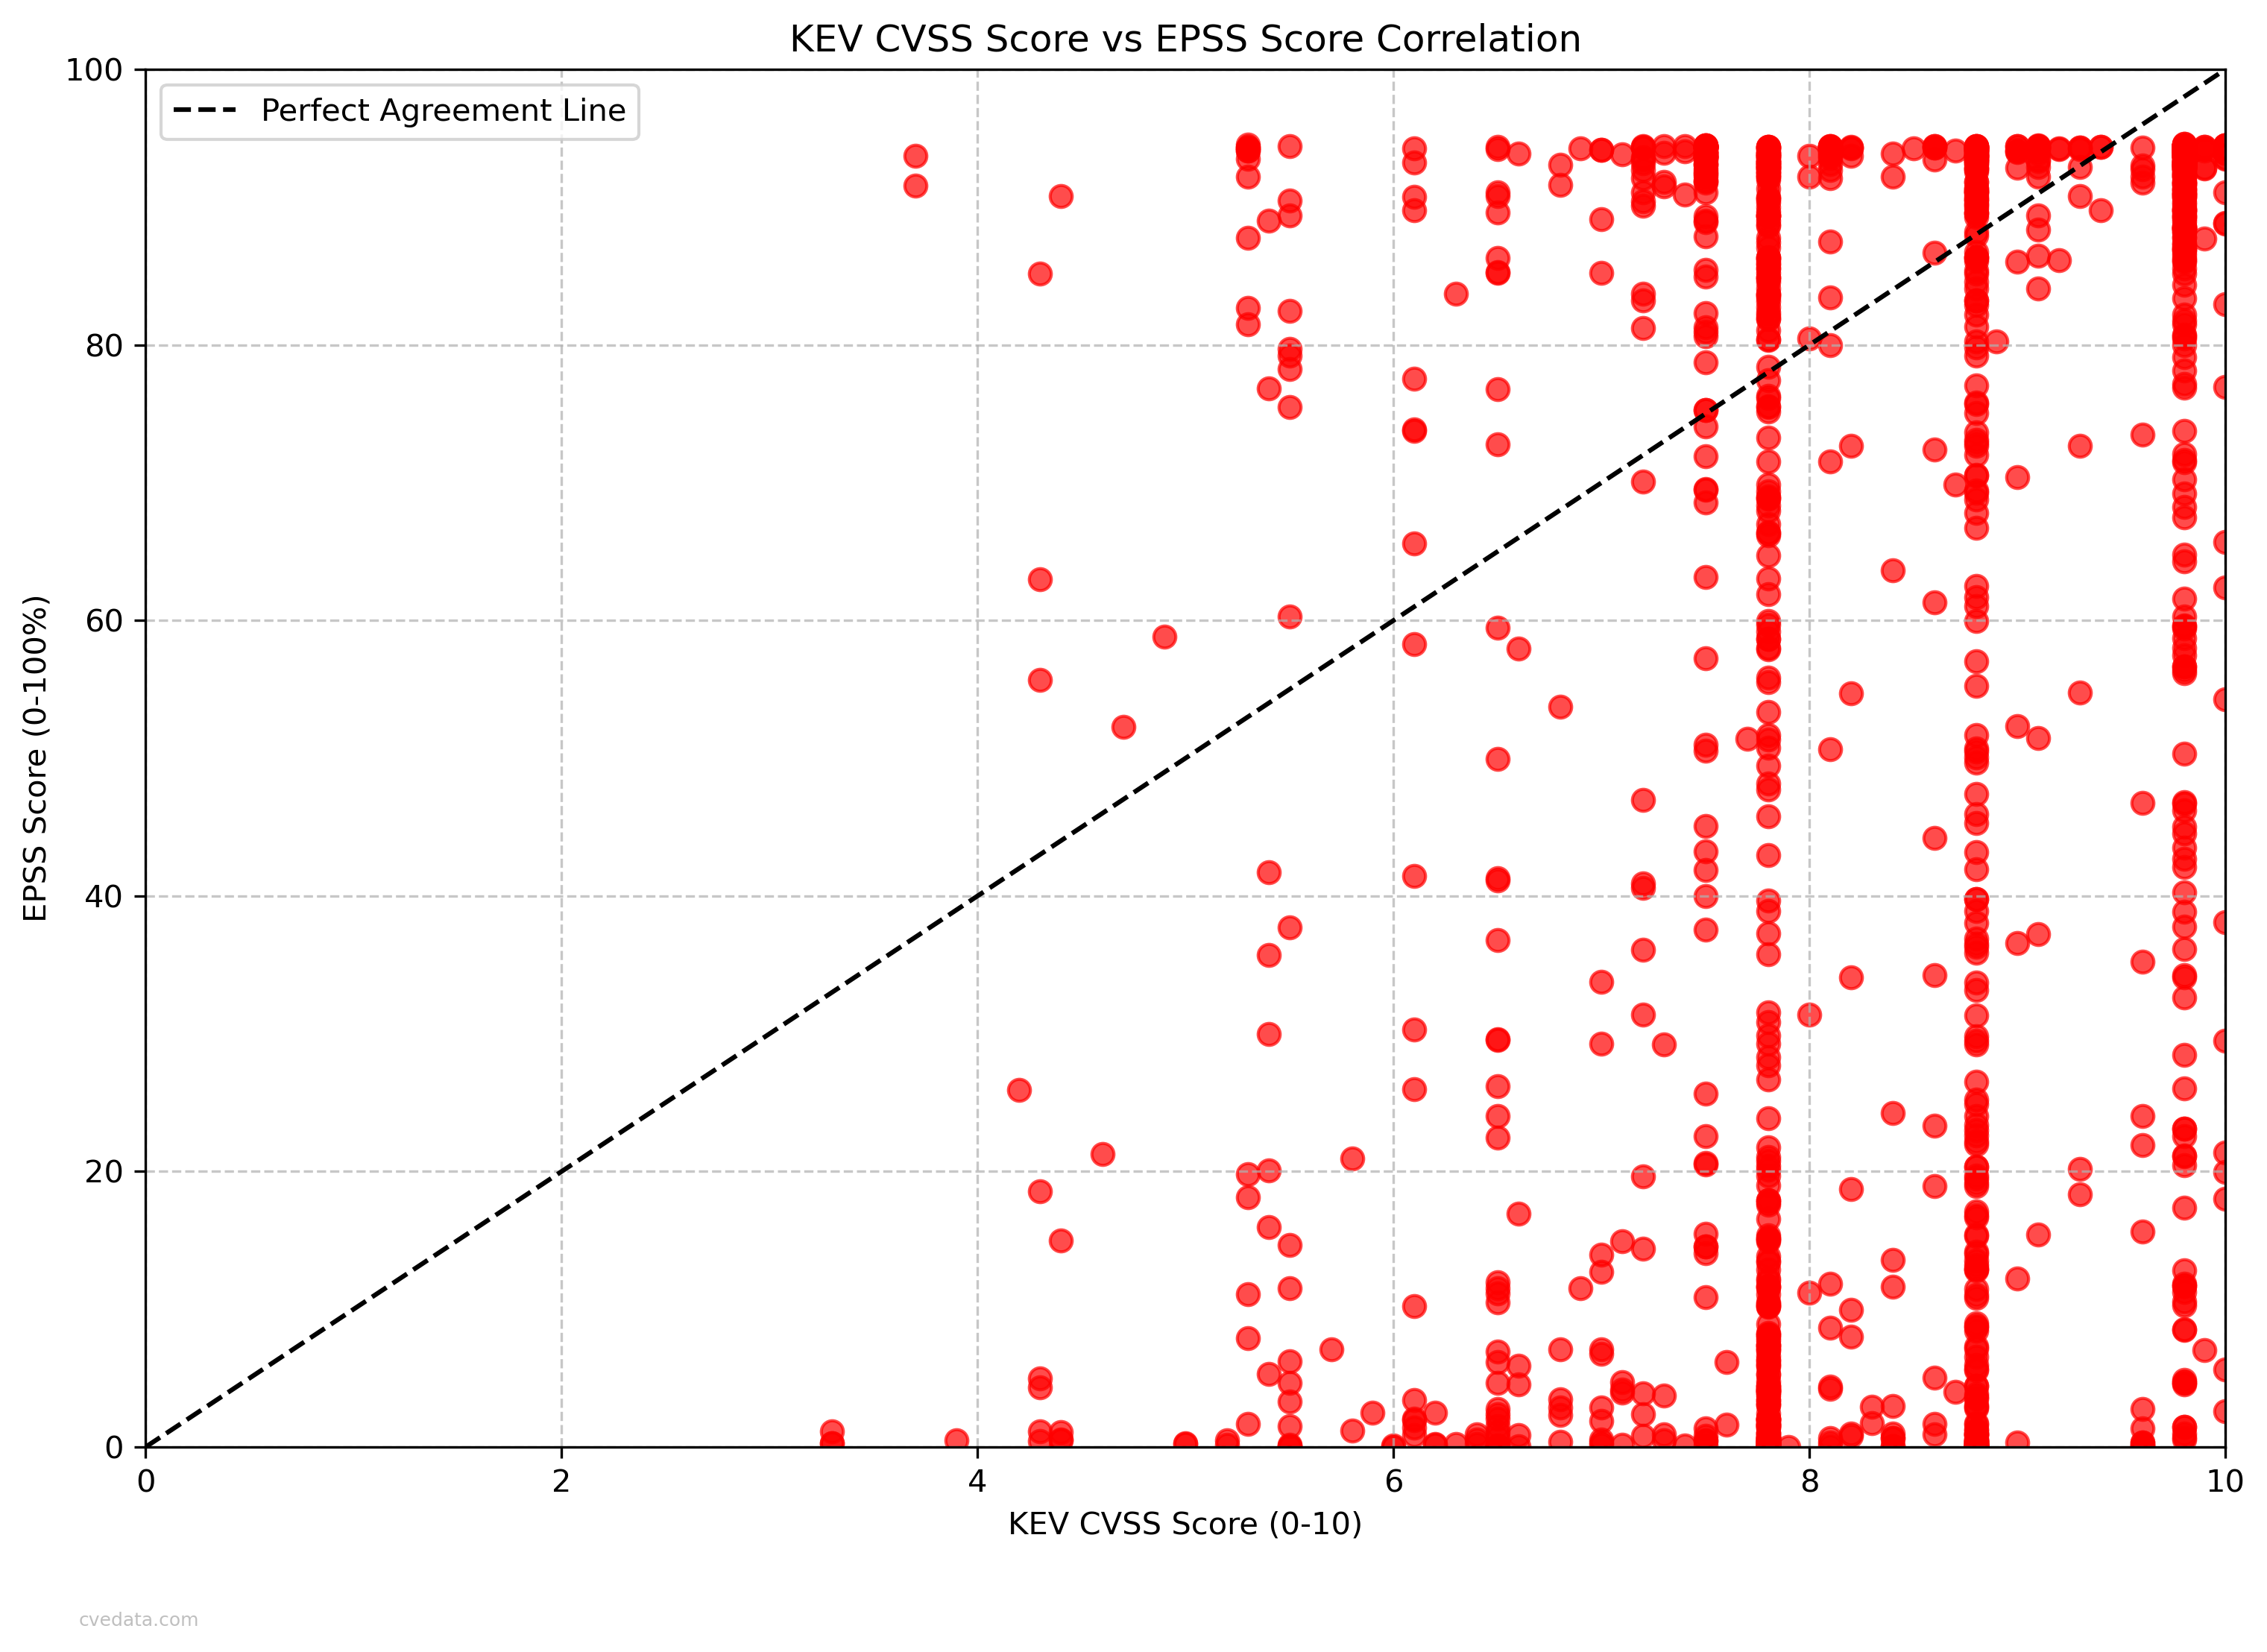 KEV CVSS Score vs EPSS Score Correlation
Perfect Agreement Line
EPSS Score (0-100%)
100
80
60
40
20
0
0 2 4 6 8 10
KEV CVSS Score (0-10)
cvedata.com